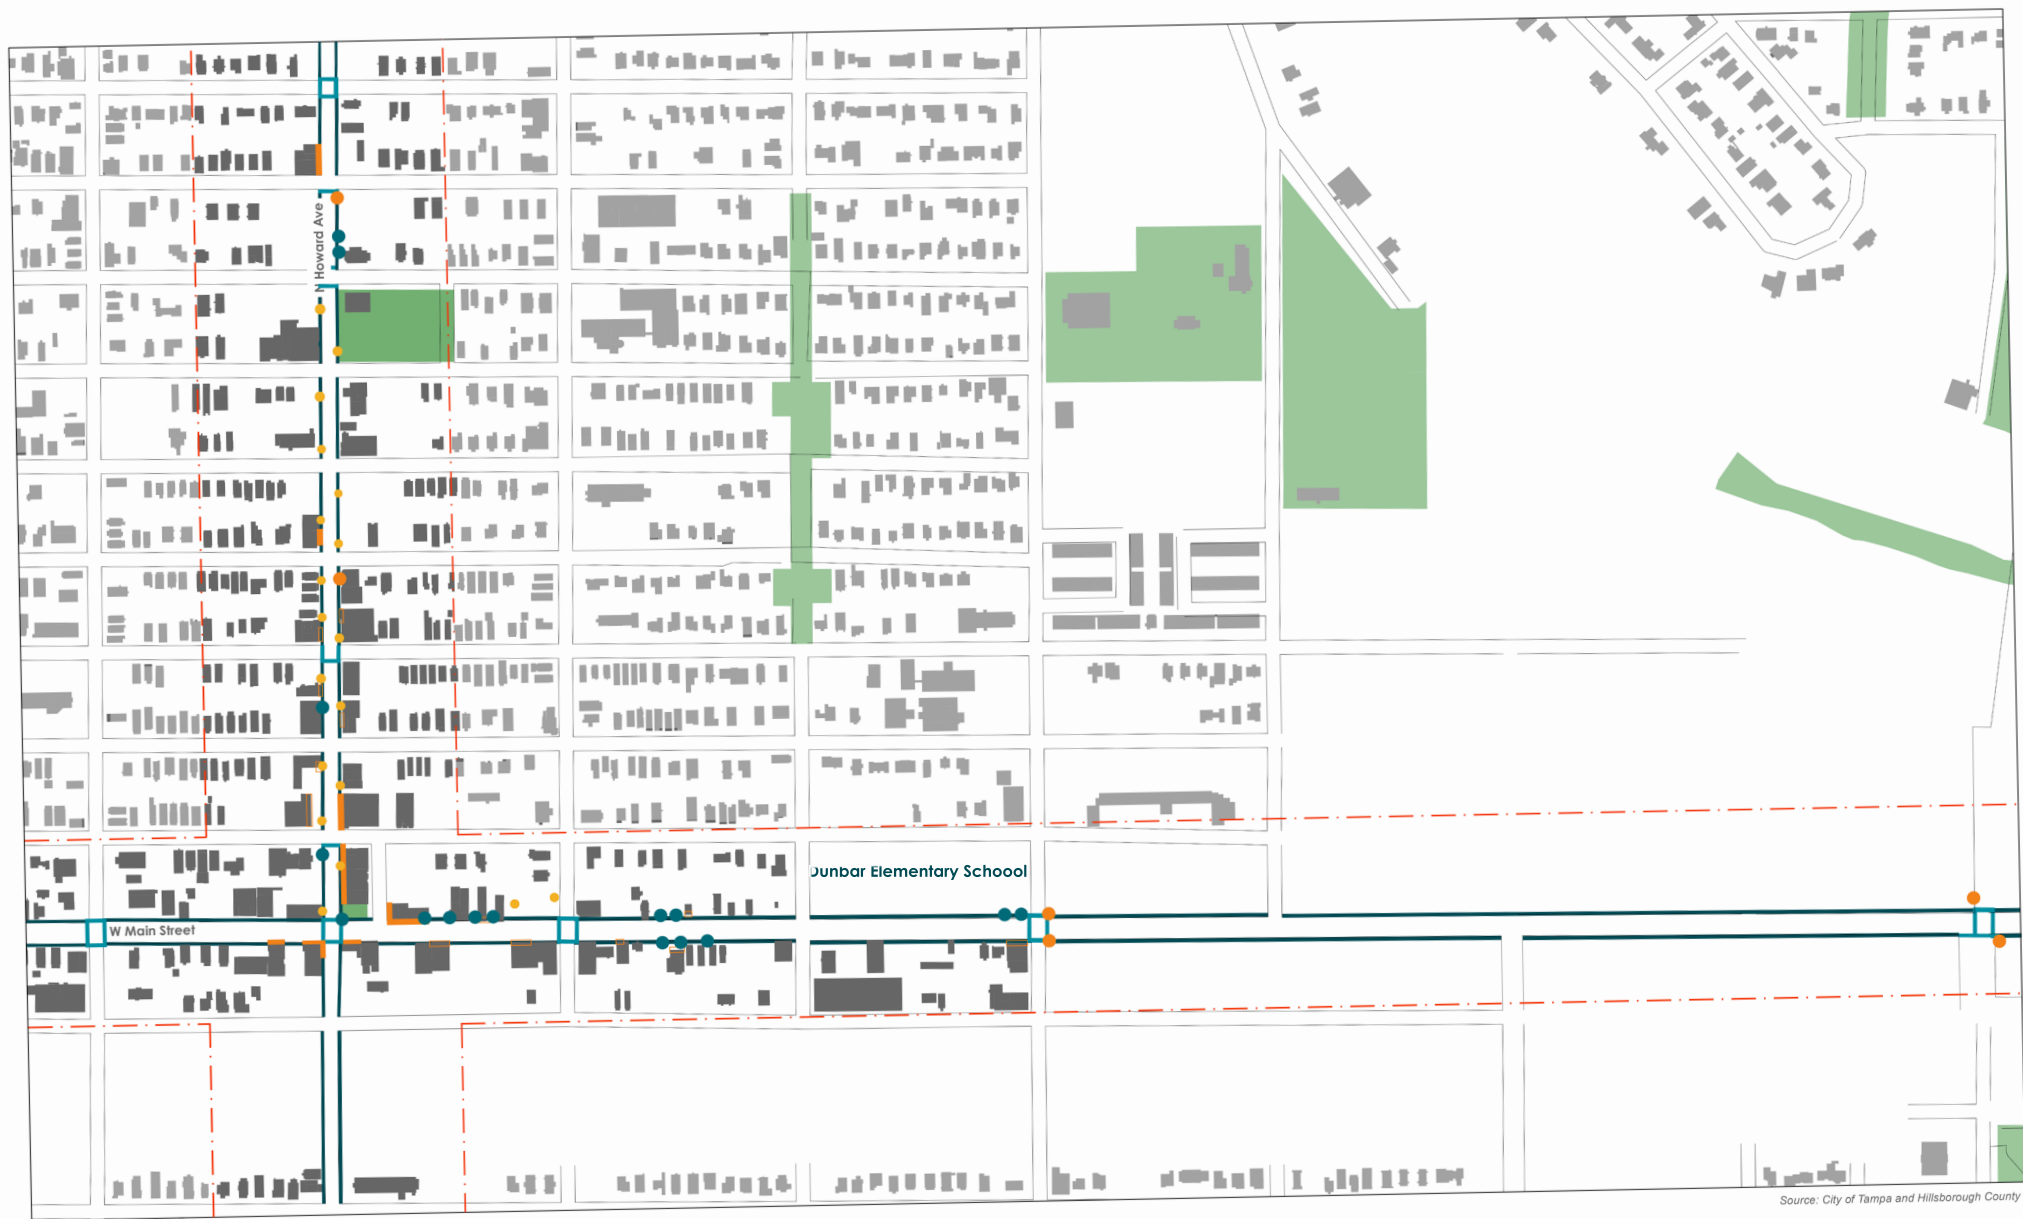 N Howard Ave
Dunbar Elementary Schoool
W Main Street
Source: City of Tampa and Hillsborough County